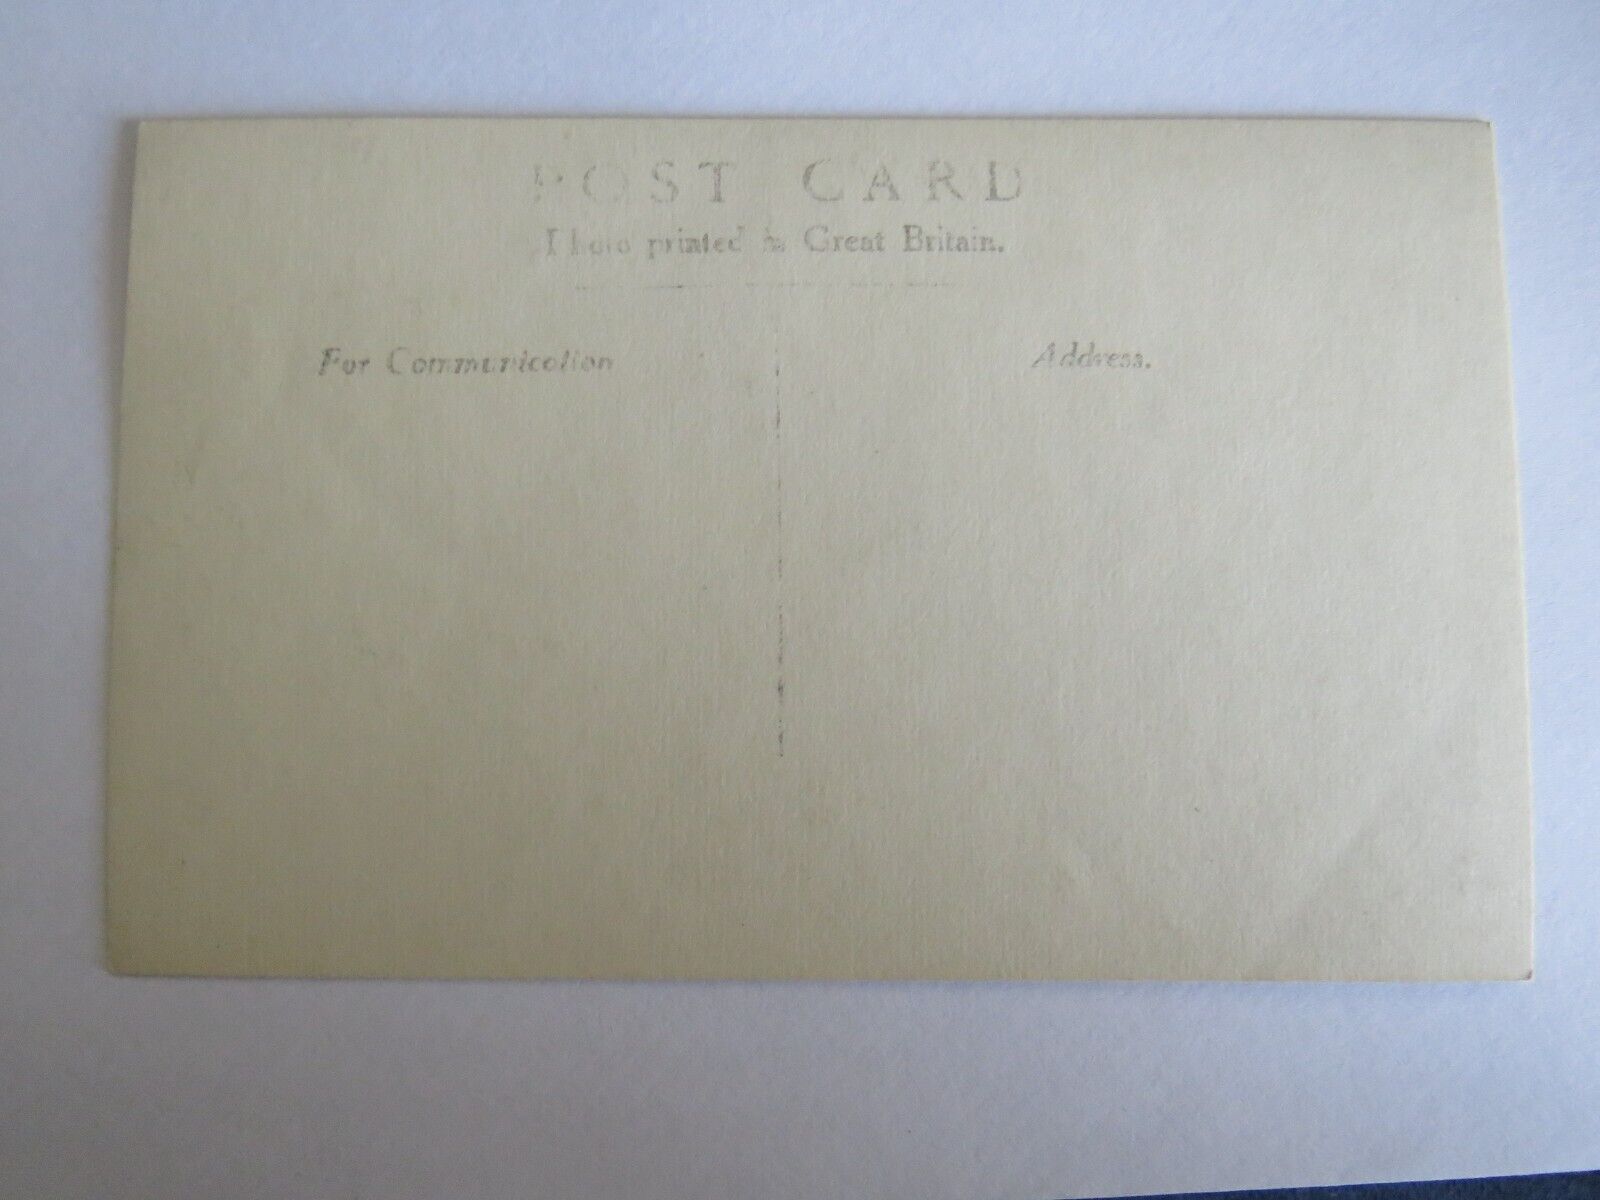 POST CARD
Photo printed in Great Britain.
For Communication
Address.